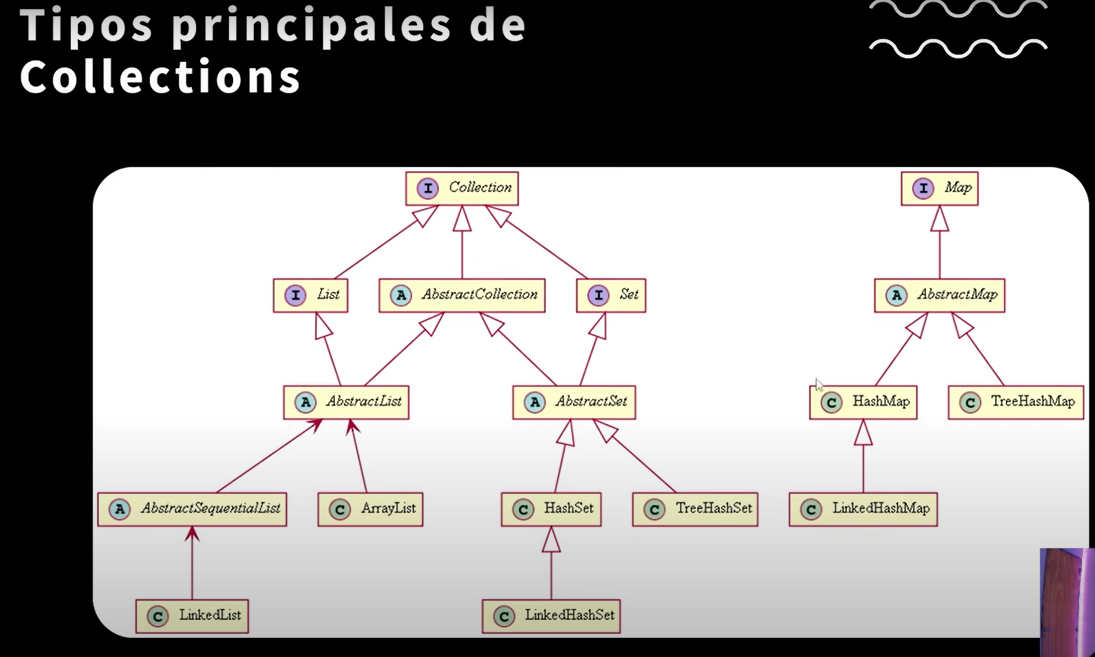 Tipos principales de
Collections
I Collection
I Map
I List
A AbstractCollection
I Set
A AbstractMap
A AbstractList
A AbstractSet
C HashMap
C TreeHashMap
A AbstractSequentialList
C ArrayList
C HashSet
C TreeHashSet
C LinkedHashMap
C LinkedList
C LinkedHashSet